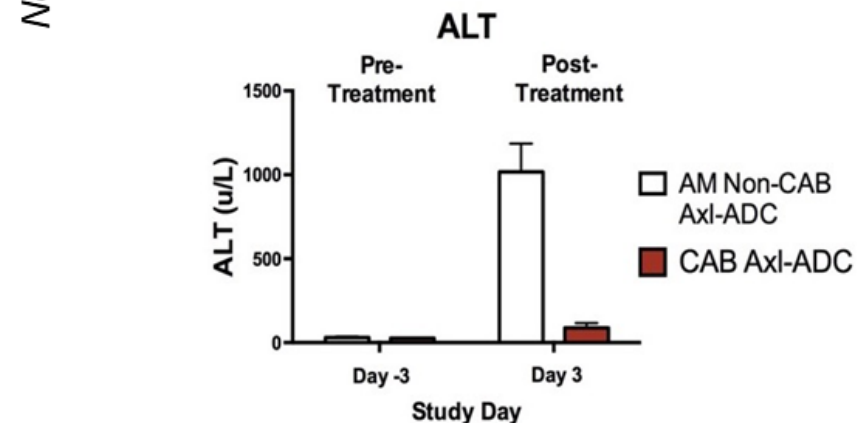 N
ALT
Pre-
Treatment
Post-
Treatment
1500
1000
500
0
ALT (u/L)
Day -3
Day 3
Study Day
AM Non-CAB
Axl-ADC
CAB Axl-ADC